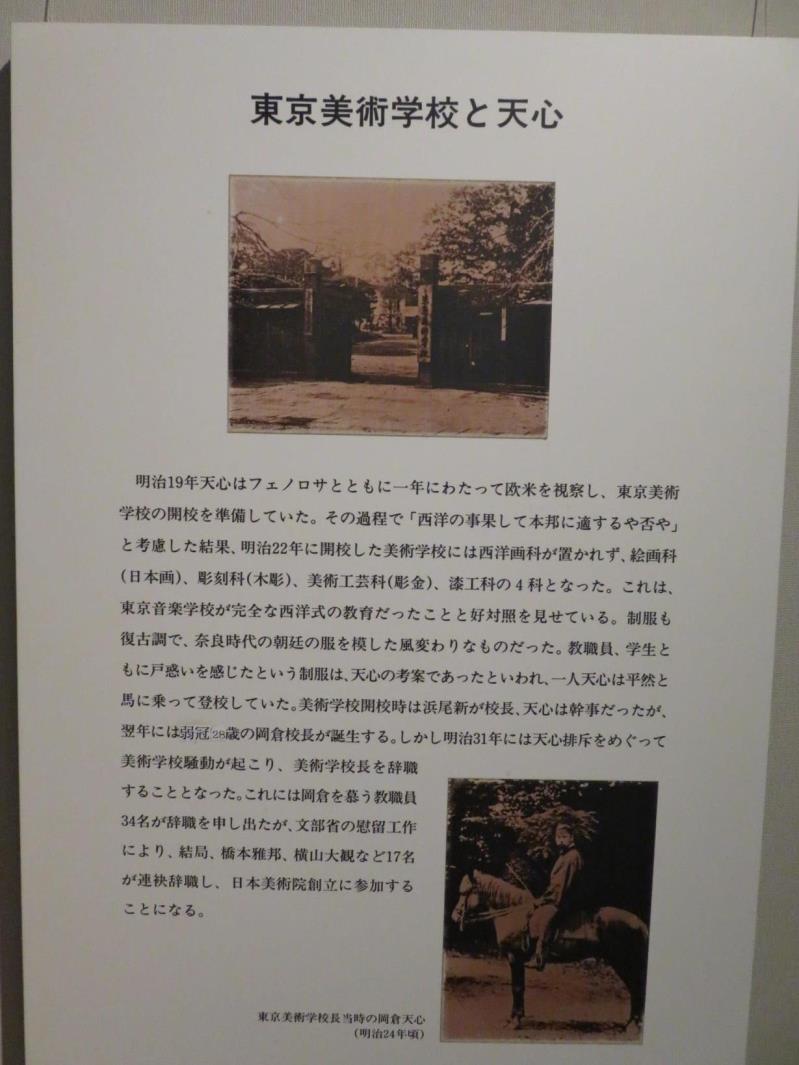 東京美術学校と天心
明治19年天心はフェノロサとともに一年にわたって欧米を視察し、東京美術
学校の開校を準備していた。その過程で「西洋の事果して本邦に適するや否や」
と考慮した結果、明治22年に開校した美術学校には西洋画科が置かれず、絵画科
(日本画)、彫刻科(木彫)、美術工芸科(彫金)、漆工科の4科となった。これは、
東京音楽学校が完全な西洋式の教育だったことと好対照を見せている。制服も
復古調で、奈良時代の朝廷の服を模した風変わりなものだった。教職員、学生と
もに戸惑いを感じたという制服は、天心の考案であったといわれ、一人天心は平然と
馬に乗って登校していた。美術学校開校時は浜尾新が校長、天心は幹事だったが、
翌年には弱冠28歳の岡倉校長が誕生する。しかし明治31年には天心排斥をめぐって
美術学校騒動が起こり、美術学校長を辞職
することとなった。これには岡倉を慕う教職員
34名が辞職を申し出たが、文部省の慰留工作
により、結局、橋本雅邦、横山大観など17名
が連袂辞職し、日本美術院創立に参加する
ことになる。
東京美術学校長当時の岡倉天心
(明治24年頃)